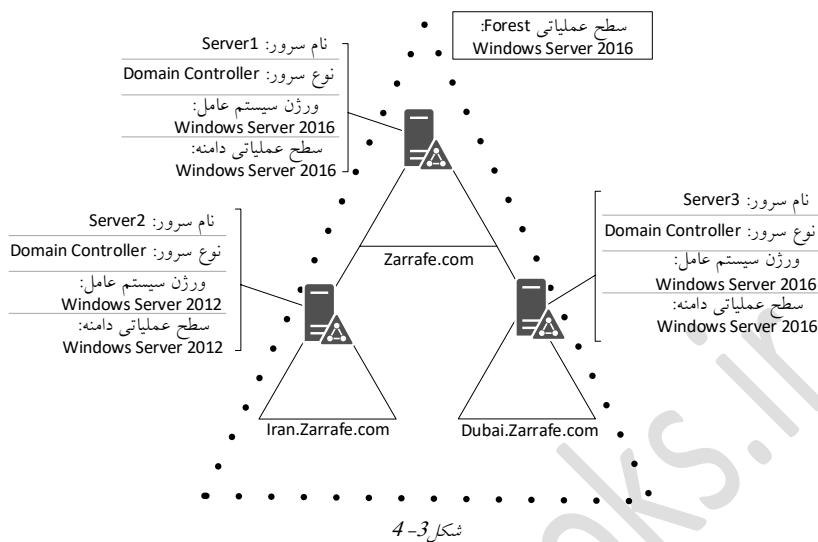 سطح عملیاتی Forest:
Windows Server 2016
نام سرور: Server1
نوع سرور: Domain Controller
ورژن سیستم عامل:
Windows Server 2016
سطح عملیاتی دامنه:
Windows Server 2016
نام سرور: Server2
نوع سرور: Domain Controller
ورژن سیستم عامل:
Windows Server 2012
سطح عملیاتی دامنه:
Windows Server 2012
نام سرور: Server3
نوع سرور: Domain Controller
ورژن سیستم عامل:
Windows Server 2016
سطح عملیاتی دامنه:
Windows Server 2016
Zarrafe.com
Iran.Zarrafe.com
Dubai.Zarrafe.com
شکل3-4
oks.ir